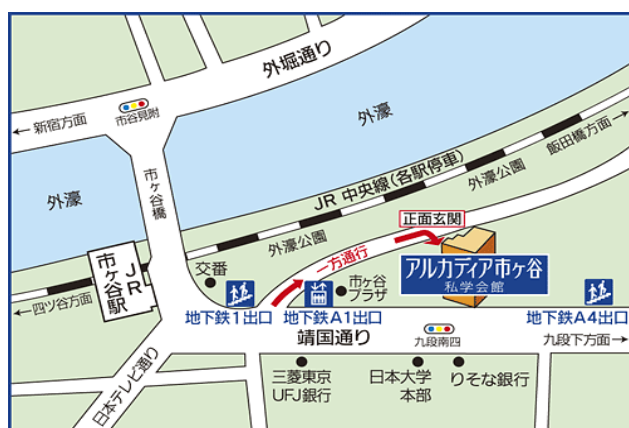 外堀通り
←新宿方面
市谷見附
外濠
飯田橋方面→
市ヶ谷橋
JR 中央線(各駅停車)
外濠公園
外濠
正面玄関
外濠公園
一方通行
アルカディア市ヶ谷
私学会館
JR
市ヶ谷駅
交番
市ヶ谷
プラザ
←四ツ谷方面
地下鉄1出口
地下鉄A1出口
地下鉄A4出口
靖国通り
九段南四
九段下方面→
日本テレビ通り
三菱東京
UFJ銀行
日本大学
本部
りそな銀行